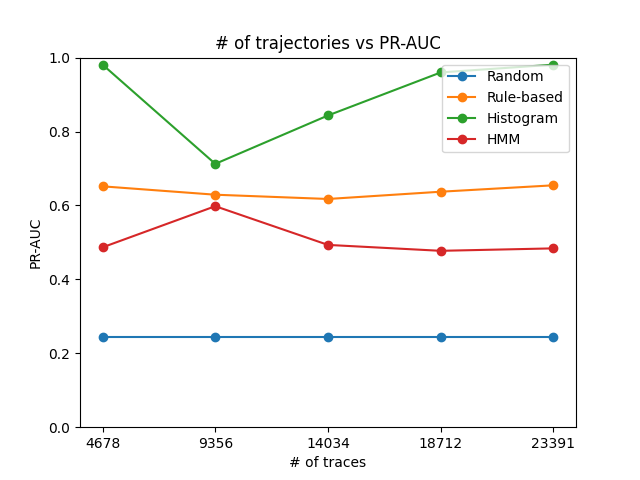 # of trajectories vs PR-AUC
1.0
0.8
0.6
0.4
0.2
0.0
PR-AUC
Random
Rule-based
Histogram
HMM
4678 9356 14034 18712 23391
# of traces